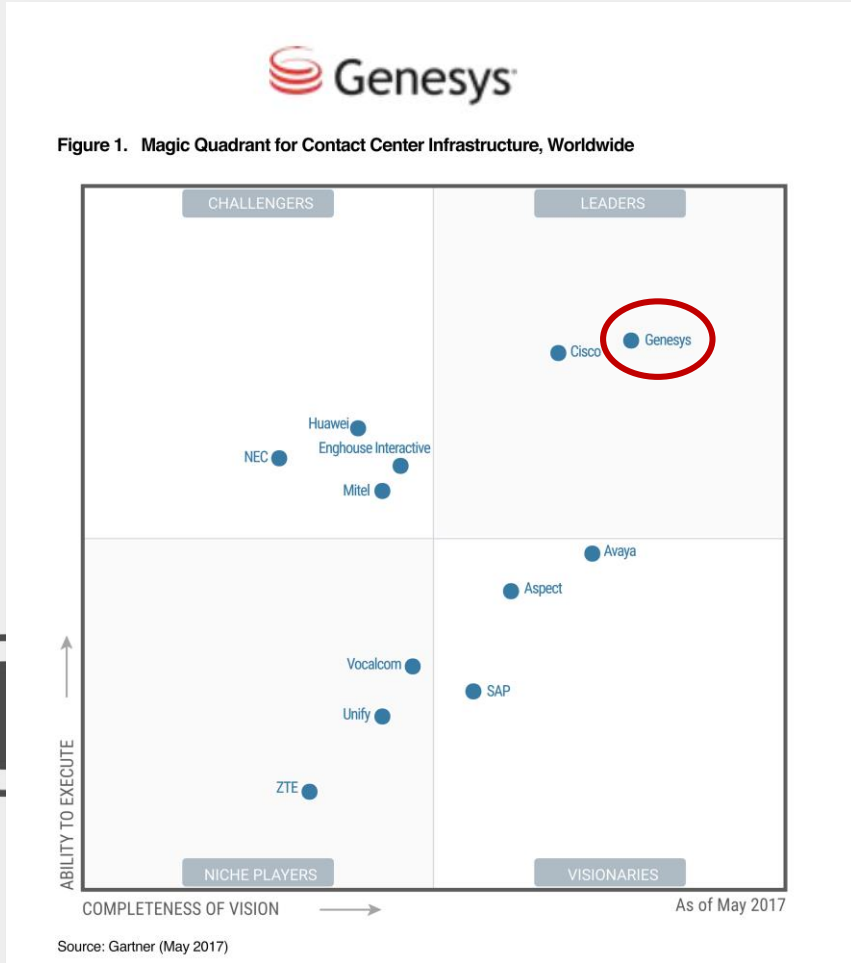 Genesys
Figure 1. Magic Quadrant for Contact Center Infrastructure, Worldwide
CHALLENGERS
LEADERS
Genesys
Cisco
Huawei
Enghouse Interactive
NEC
Mitel
Avaya
Aspect
Vocalcom
SAP
Unify
ZTE
ABILITY TO EXECUTE
NICHE PLAYERS
VISIONARIES
COMPLETENESS OF VISION
As of May 2017
Source: Gartner (May 2017)